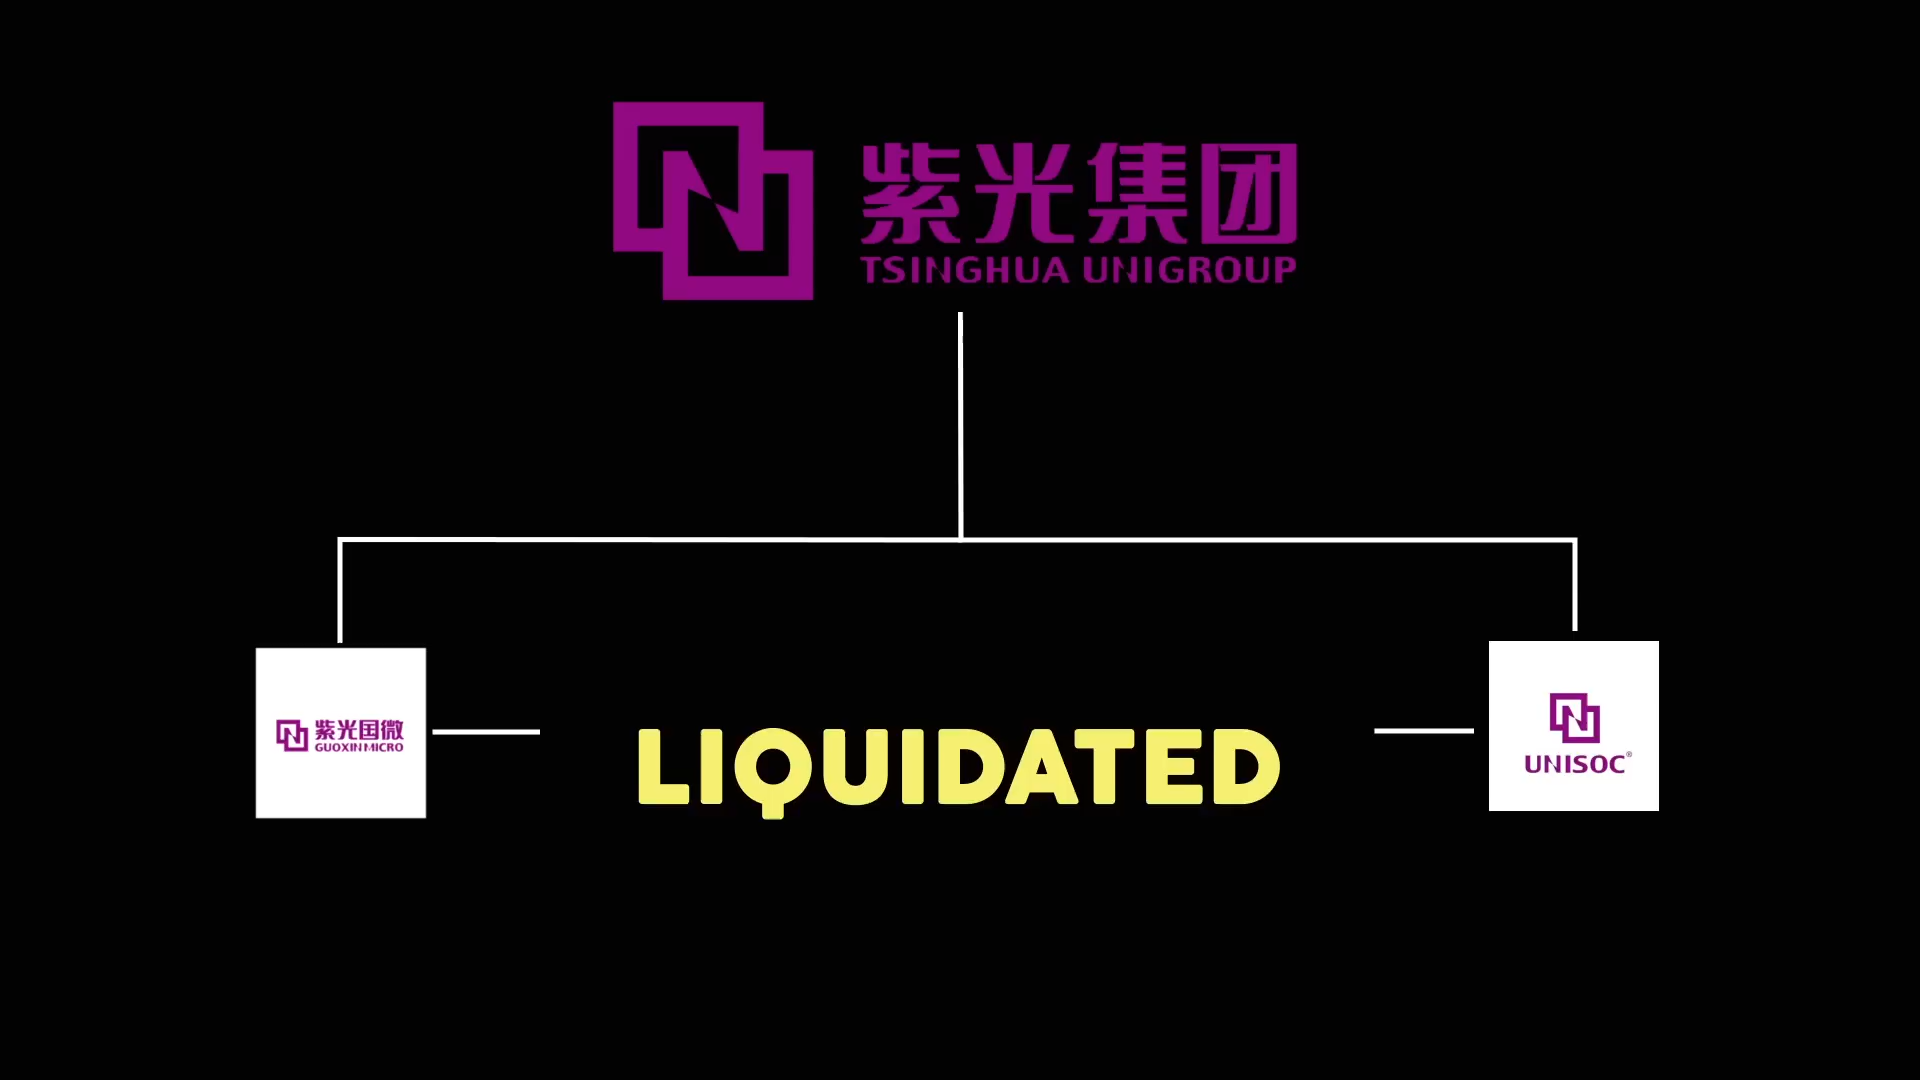 紫光集团
TSINGHUA UNIGROUP
紫光国微
GUOXIN MICRO
LIQUIDATED
UNISOC®